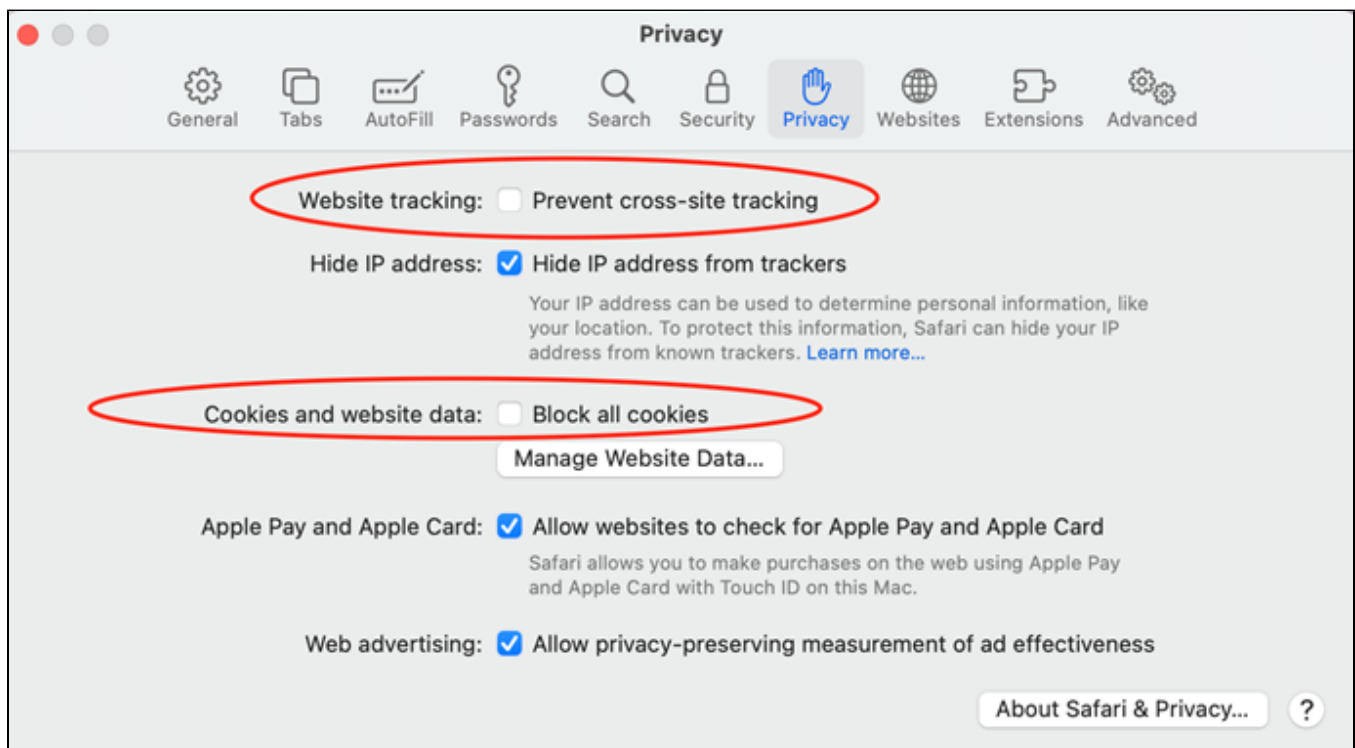 Privacy
General Tabs AutoFill Passwords Search Security Privacy Websites Extensions Advanced
Website tracking: Prevent cross-site tracking
Hide IP address: Hide IP address from trackers
Your IP address can be used to determine personal information, like
your location. To protect this information, Safari can hide your IP
address from known trackers. Learn more...
Cookies and website data: Block all cookies
Manage Website Data...
Apple Pay and Apple Card: Allow websites to check for Apple Pay and Apple Card
Safari allows you to make purchases on the web using Apple Pay
and Apple Card with Touch ID on this Mac.
Web advertising: Allow privacy-preserving measurement of ad effectiveness
About Safari & Privacy... ?